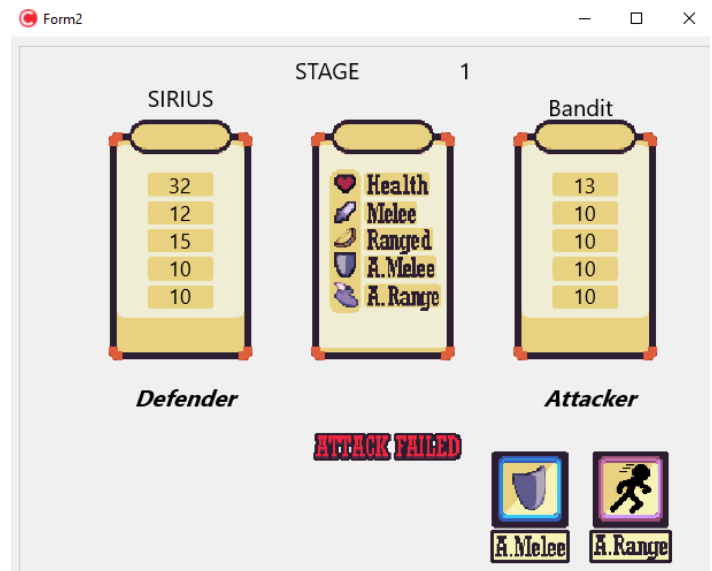 Form2
STAGE 1
SIRIUS
Bandit
32
12
15
10
10
Health
Melee
Ranged
A.Melee
A.Range
13
10
10
10
10
Defender
Attacker
ATTACK FAILED
A.Melee
A.Range